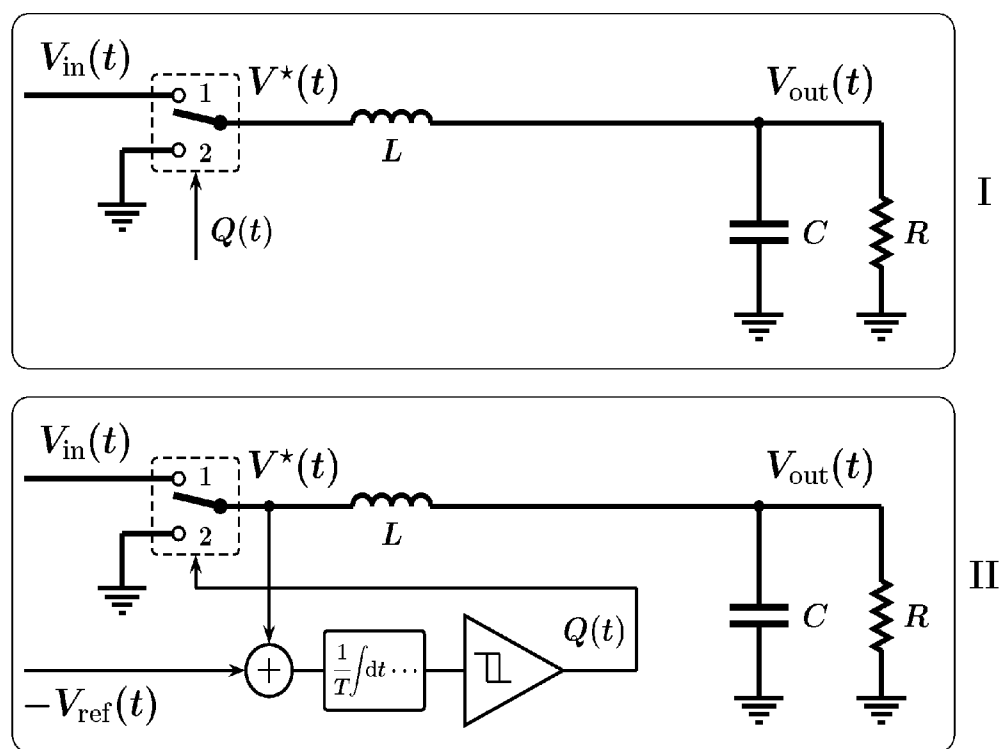 V_in(t)
1
V*(t)
V_out(t)
2
L
Q(t)
C
R
I
V_in(t)
1
V*(t)
V_out(t)
2
L
Q(t)
C
R
II
+
1/T ∫dt ⋯
−V_ref(t)